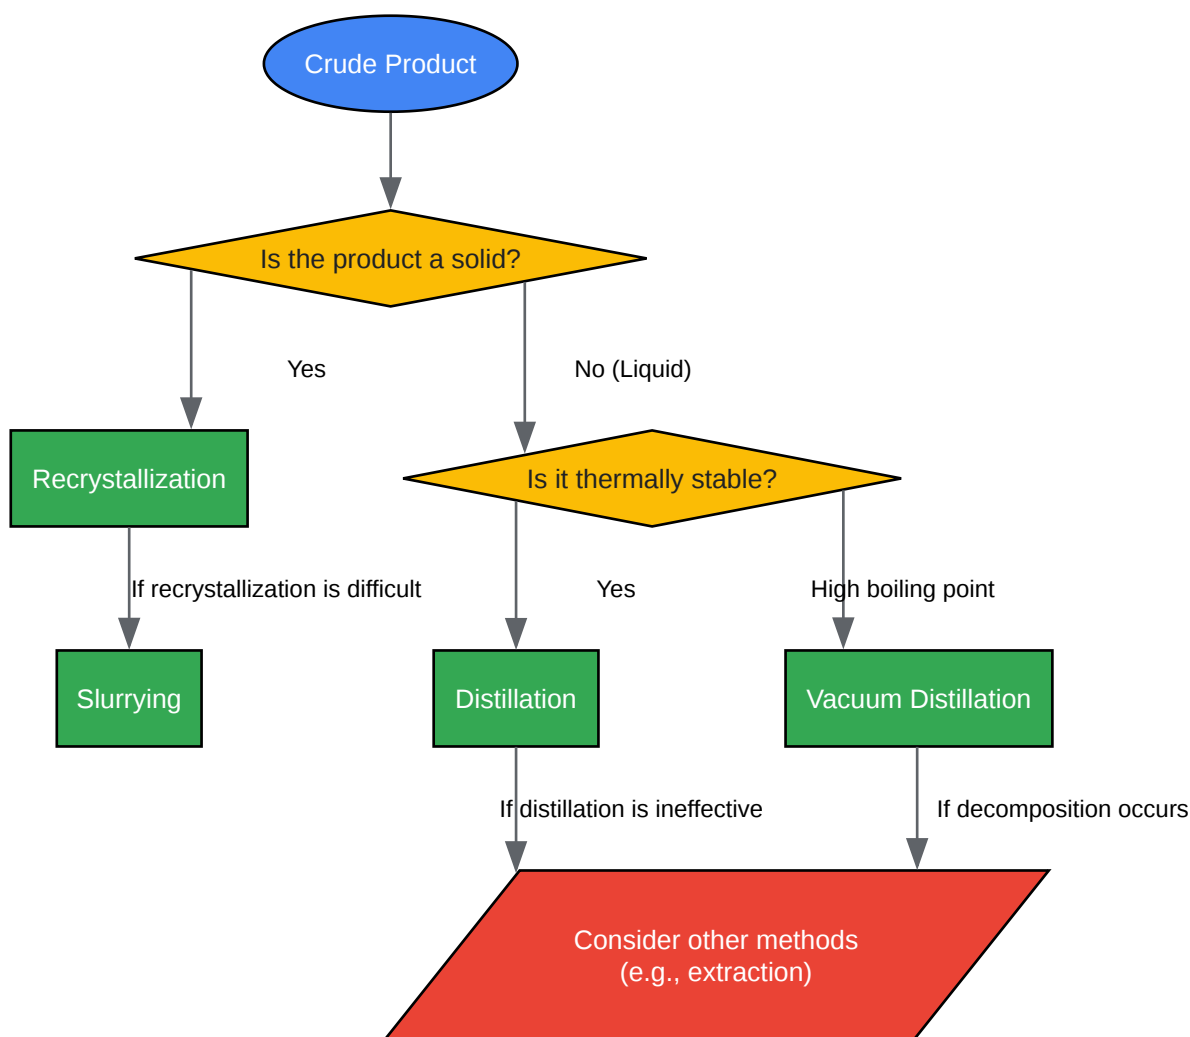 Crude Product
Is the product a solid?
Yes
No (Liquid)
Recrystallization
Is it thermally stable?
If recrystallization is difficult
Yes
High boiling point
Slurrying
Distillation
Vacuum Distillation
If distillation is ineffective
If decomposition occurs
Consider other methods
(e.g., extraction)